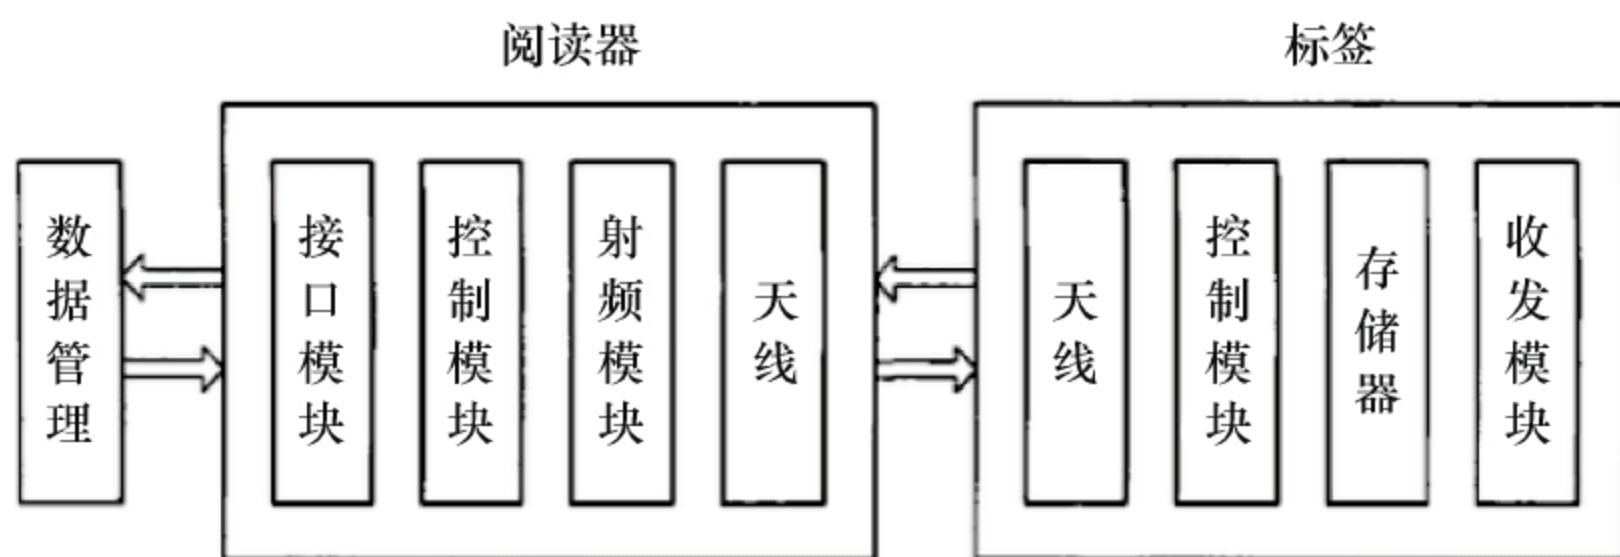 阅读器
标签
数据管理
接口模块
控制模块
射频模块
天线
天线
控制模块
存储器
收发模块